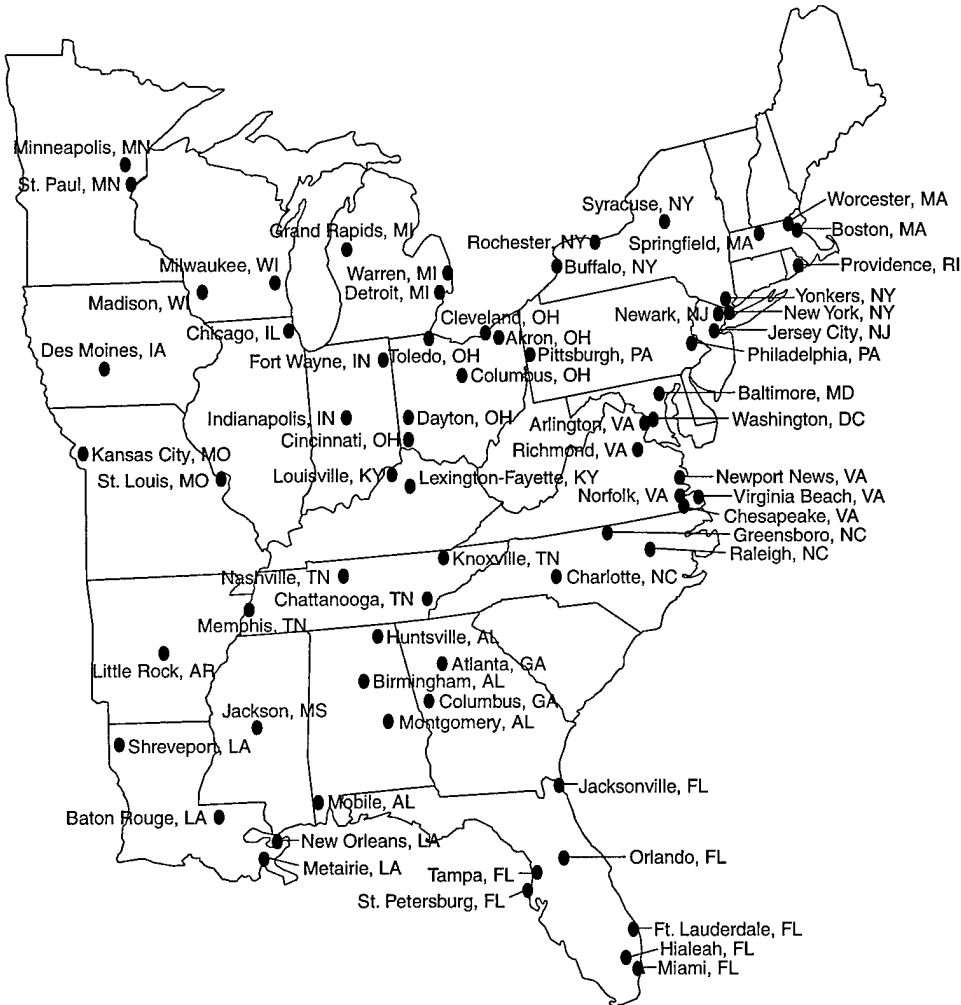 Minneapolis, MN
St. Paul, MN
Worcester, MA
Syracuse, NY
Boston, MA
Grand Rapids, MI
Rochester, NY
Springfield, MA
Milwaukee, WI
Warren, MI
Buffalo, NY
Providence, RI
Madison, WI
Detroit, MI
Yonkers, NY
Newark, NJ
New York, NY
Cleveland, OH
Chicago, IL
Akron, OH
Jersey City, NJ
Des Moines, IA
Fort Wayne, IN
Toledo, OH
Pittsburgh, PA
Philadelphia, PA
Columbus, OH
Baltimore, MD
Indianapolis, IN
Dayton, OH
Arlington, VA
Washington, DC
Cincinnati, OH
Richmond, VA
Kansas City, MO
St. Louis, MO
Louisville, KY
Lexington-Fayette, KY
Newport News, VA
Norfolk, VA
Virginia Beach, VA
Chesapeake, VA
Greensboro, NC
Raleigh, NC
Knoxville, TN
Nashville, TN
Charlotte, NC
Chattanooga, TN
Memphis, TN
Huntsville, AL
Little Rock, AR
Atlanta, GA
Birmingham, AL
Columbus, GA
Jackson, MS
Montgomery, AL
Shreveport, LA
Jacksonville, FL
Mobile, AL
Baton Rouge, LA
New Orleans, LA
Metairie, LA
Orlando, FL
Tampa, FL
St. Petersburg, FL
Ft. Lauderdale, FL
Hialeah, FL
Miami, FL